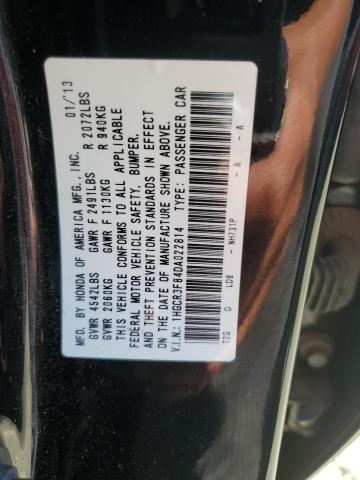 MFD. BY HONDA OF AMERICA MFG., INC. 01/'13
GVWR 4542LBS GAWR F 2491LBS R 2072LBS
GVWR 2060KG GAWR F 1130KG R 940KG
THIS VEHICLE CONFORMS TO ALL APPLICABLE
FEDERAL MOTOR VEHICLE SAFETY, BUMPER,
AND THEFT PREVENTION STANDARDS IN EFFECT
ON THE DATE OF MANUFACTURE SHOWN ABOVE.
V.I.N.: 1HGCR3F84DA022814 TYPE: PASSENGER CAR
T2G D LDB - NH731P - A - A